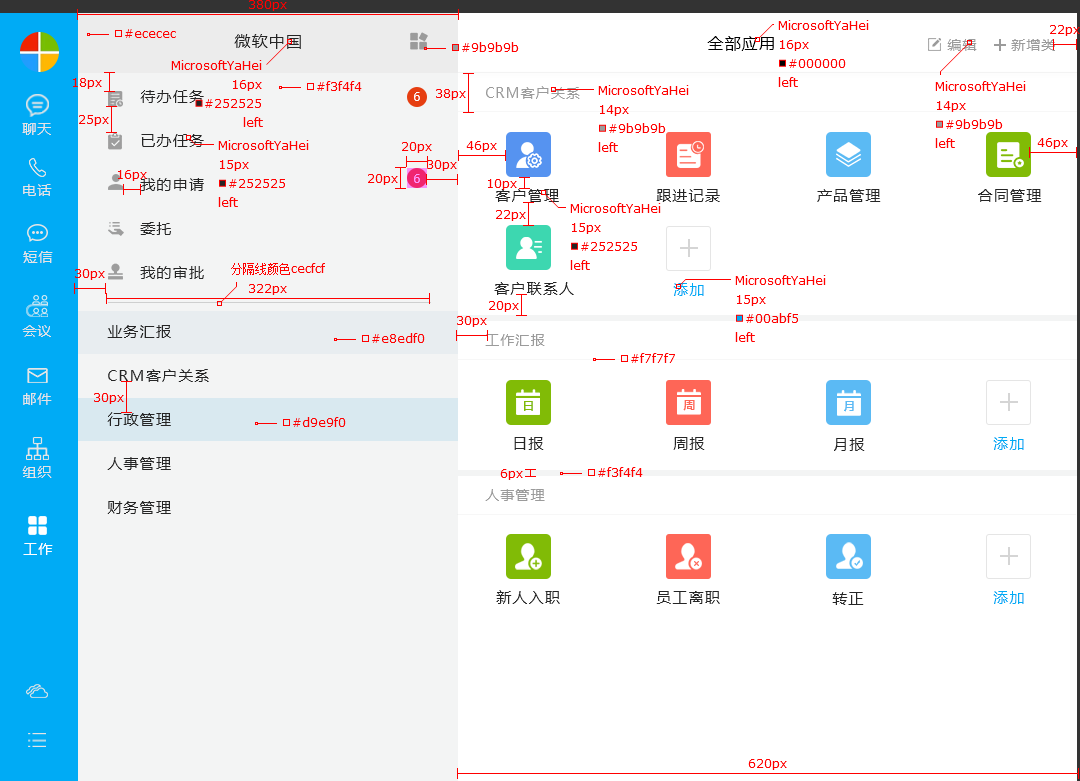 380px
#ececec
微软中国
#9b9b9b
MicrosoftYaHei
16px
#252525
left
#f3f4f4
18px
待办任务
6
25px
已办任务
MicrosoftYaHei
15px
#252525
left
16px
我的申请
20px
20px
6
30px
委托
30px
我的审批
分隔线颜色cecfcf
322px
业务汇报
#e8edf0
CRM客户关系
30px
行政管理
#d9e9f0
人事管理
财务管理
聊天
电话
短信
会议
邮件
组织
工作
全部应用
MicrosoftYaHei
16px
#000000
left
编辑
新增类
22px
MicrosoftYaHei
14px
#9b9b9b
left
38px
CRM客户关系
MicrosoftYaHei
14px
#9b9b9b
left
46px
46px
10px
客户管理
跟进记录
产品管理
合同管理
22px
MicrosoftYaHei
15px
#252525
left
客户联系人
添加
MicrosoftYaHei
15px
#00abf5
left
20px
30px
工作汇报
#f7f7f7
日
周
月
日报
周报
月报
添加
6px
#f3f4f4
人事管理
新人入职
员工离职
转正
添加
620px